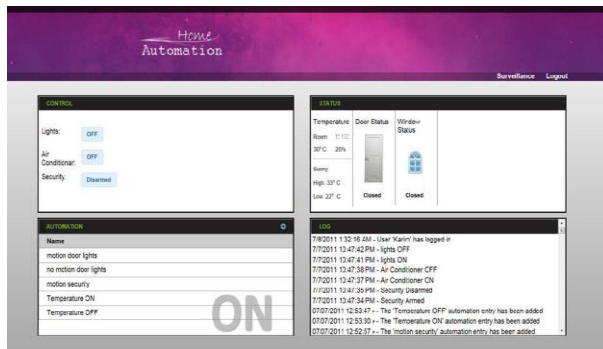 Home
Automation
Surveillance Logout
CONTROL
Lights: OFF
Air
Conditioner: OFF
Security: Disarmed
STATUS
Temperature Door Status Window
Status
Room
30°C 20%
Sunny
High: 33° C
Low: 22° C
Closed Closed
AUTOMATION
Name
motion door lights
no motion door lights
motion security
Temperature ON
Temperature OFF
ON
LOG
7/8/2011 1:32:16 AM - User 'Karim' has logged in
7/7/2011 13:47:42 PM - lights OFF
7/7/2011 13:47:41 PM - lights ON
7/7/2011 13:47:38 PM - Air Conditioner OFF
7/7/2011 13:47:37 PM - Air Conditioner ON
7/7/2011 13:47:35 PM - Security Disarmed
7/7/2011 13:47:34 PM - Security Armed
07/07/2011 12:53:47 - The 'Temperature OFF' automation entry has been added
07/07/2011 12:53:30 - The 'Temperature ON' automation entry has been added
07/07/2011 12:52:57 - The 'motion security' automation entry has been added